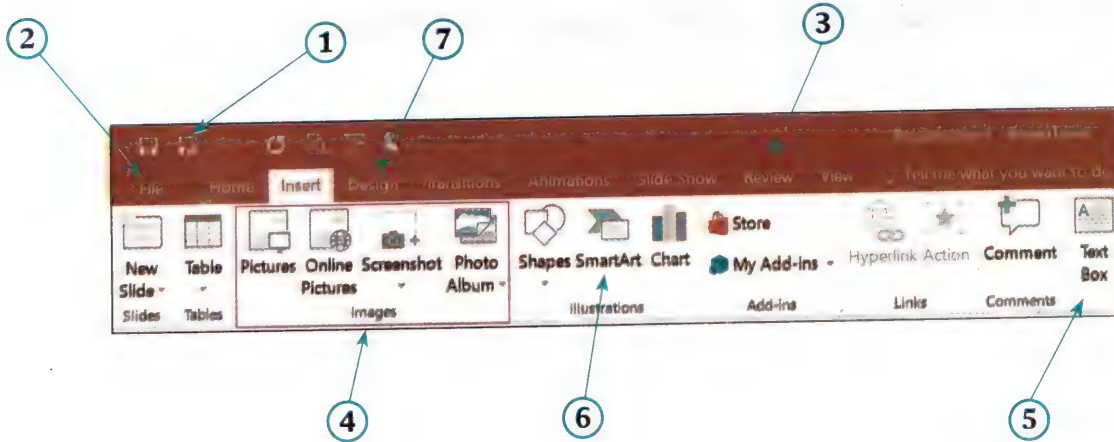 2
1
7
3
File Home Insert Design Transitions Animations Slide Show Review View Tell me what you want to do
New Slide
Table
Pictures
Online Pictures
Screenshot
Photo Album
Shapes
SmartArt
Chart
Store
My Add-ins
Hyperlink
Action
Comment
Text Box
Slides
Tables
Images
Illustrations
Add-ins
Links
Comments
4
6
5